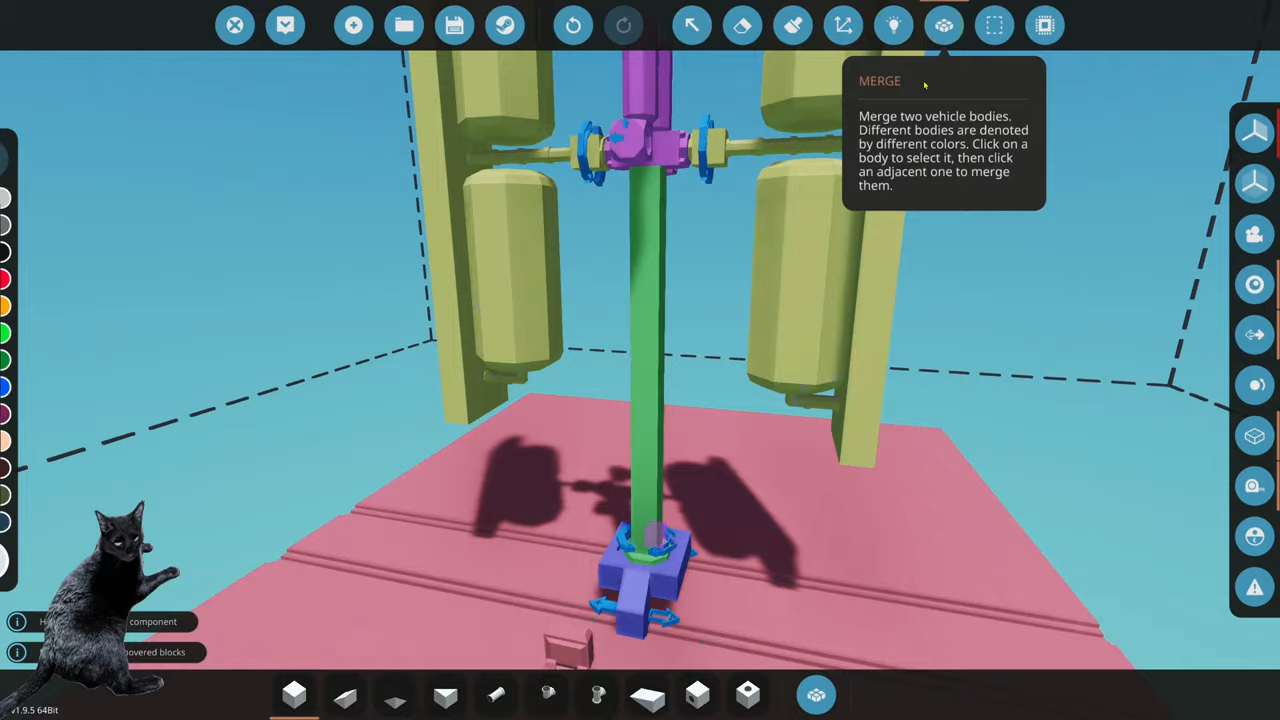 MERGE
Merge two vehicle bodies.
Different bodies are denoted
by different colors. Click on a
body to select it, then click
an adjacent one to merge
them.
component
overed blocks
v1.9.5 64Bit